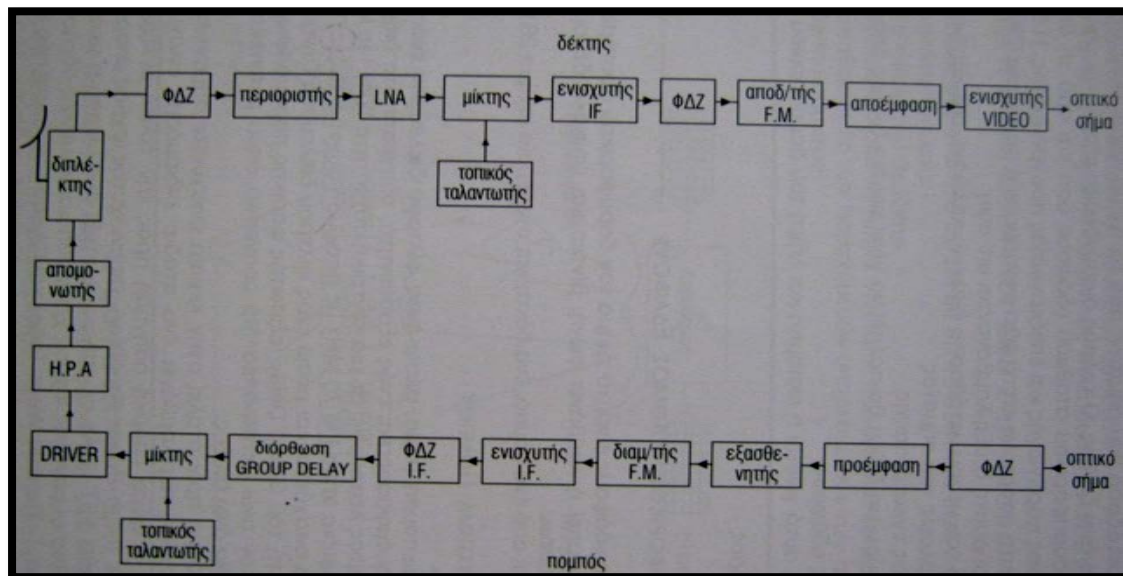 δέκτης
ΦΔΖ
περιοριστής
LNA
μίκτης
ενισχυτής
IF
ΦΔΖ
αποδ/τής
F.M.
αποέμφαση
ενισχυτής
VIDEO
οπτικό
σήμα
τοπικός
ταλαντωτής
διπλέ-
κτης
απομο-
νωτής
H.P.A
DRIVER
μίκτης
διόρθωση
GROUP DELAY
ΦΔΖ
I.F.
ενισχυτής
I.F.
διαμ/τής
F.M.
εξασθε-
νητής
προέμφαση
ΦΔΖ
οπτικό
σήμα
τοπικός
ταλαντωτής
πομπός